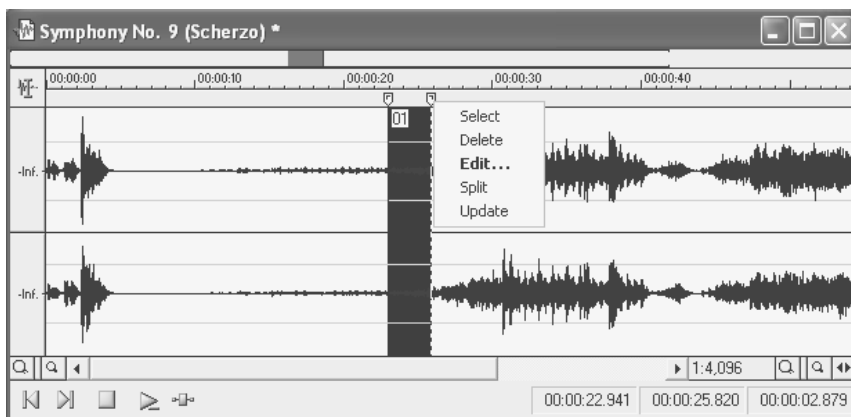 Symphony No. 9 (Scherzo) *
00:00:00 00:00:10 00:00:20 00:00:30 00:00:40
01
Select
Delete
Edit...
Split
Update
-Inf.
-Inf.
1:4,096
00:00:22.941 00:00:25.820 00:00:02.879